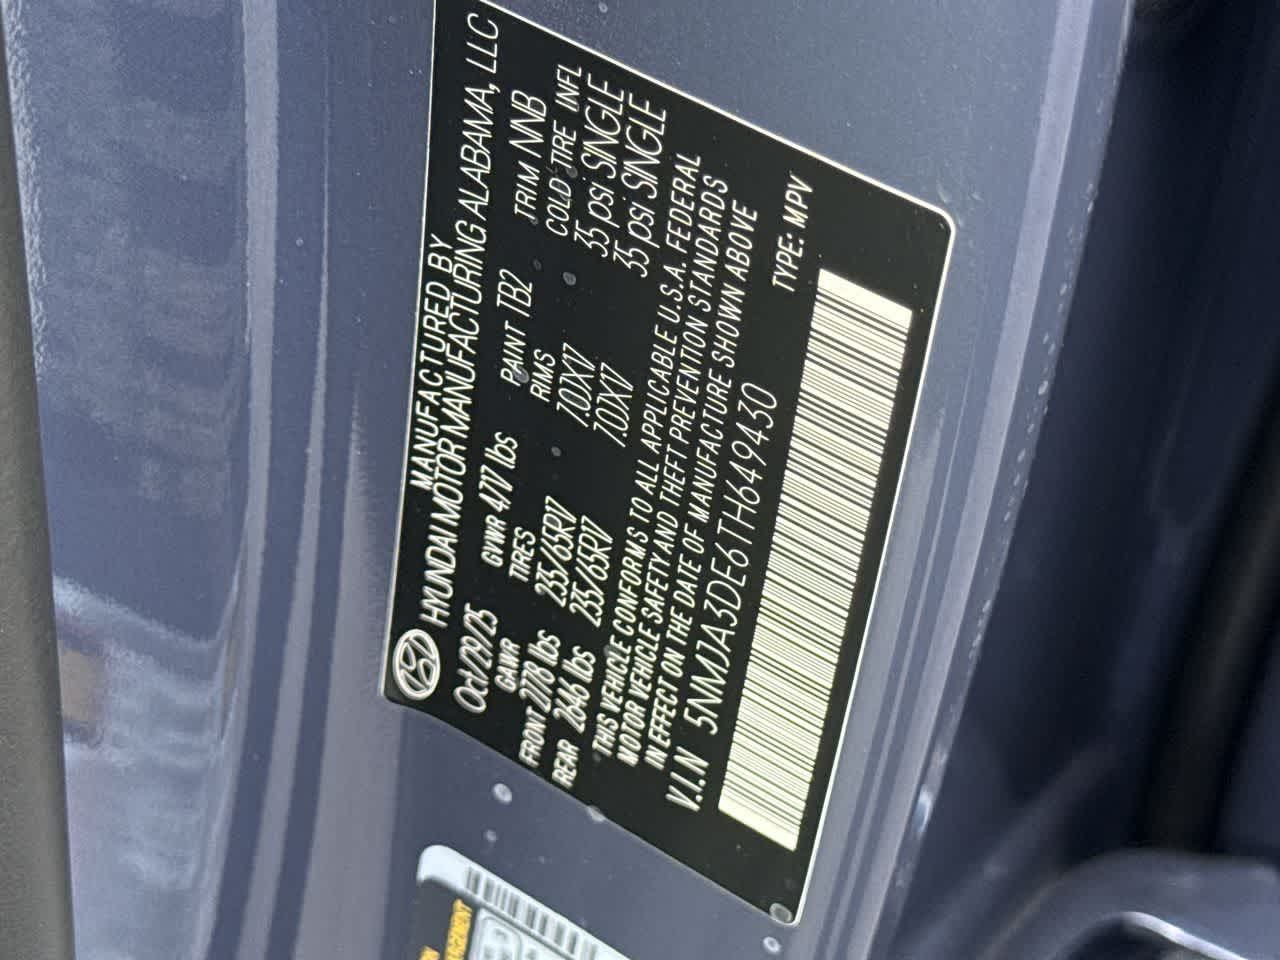 MANUFACTURED BY
HYUNDAI MOTOR MANUFACTURING ALABAMA, LLC
Oct/29/25 GVWR 4717 lbs PAINT TB2 TRIM NNB
GAWR TIRES RIMS COLD TIRE INFL
FRONT 2778 lbs 235/65R17 7.0JX17 35 psi SINGLE
REAR 2646 lbs 235/65R17 7.0JX17 35 psi SINGLE
THIS VEHICLE CONFORMS TO ALL APPLICABLE U.S.A. FEDERAL
MOTOR VEHICLE SAFETY AND THEFT PREVENTION STANDARDS
IN EFFECT ON THE DATE OF MANUFACTURE SHOWN ABOVE
V.I.N 5NMJA3DE6TH649430 TYPE: MPV